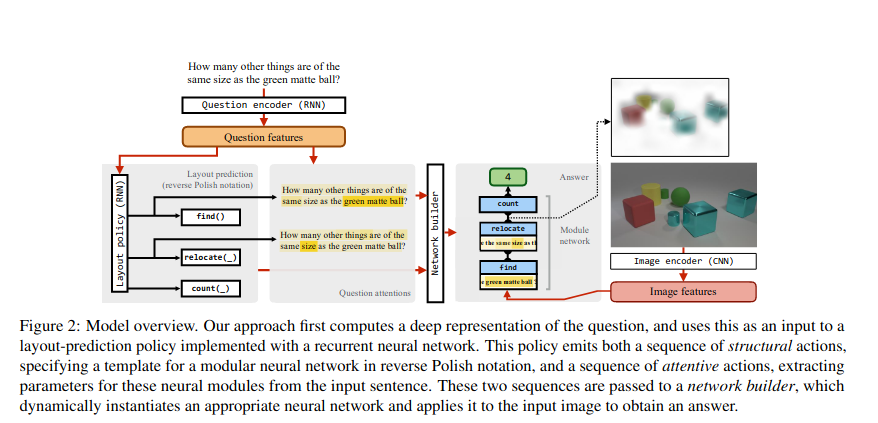 How many other things are of the
same size as the green matte ball?
Question encoder (RNN)
Question features
Layout policy (RNN)
Layout prediction
(reverse Polish notation)
find()
relocate(_)
count(_)
How many other things are of the
same size as the green matte ball?
How many other things are of the
same size as the green matte ball?
Question attentions
Network builder
4
Answer
count
relocate
the same size as t
find
green matte ball
Module
network
Image encoder (CNN)
Image features
Figure 2: Model overview. Our approach first computes a deep representation of the question, and uses this as an input to a
layout-prediction policy implemented with a recurrent neural network. This policy emits both a sequence of structural actions,
specifying a template for a modular neural network in reverse Polish notation, and a sequence of attentive actions, extracting
parameters for these neural modules from the input sentence. These two sequences are passed to a network builder, which
dynamically instantiates an appropriate neural network and applies it to the input image to obtain an answer.